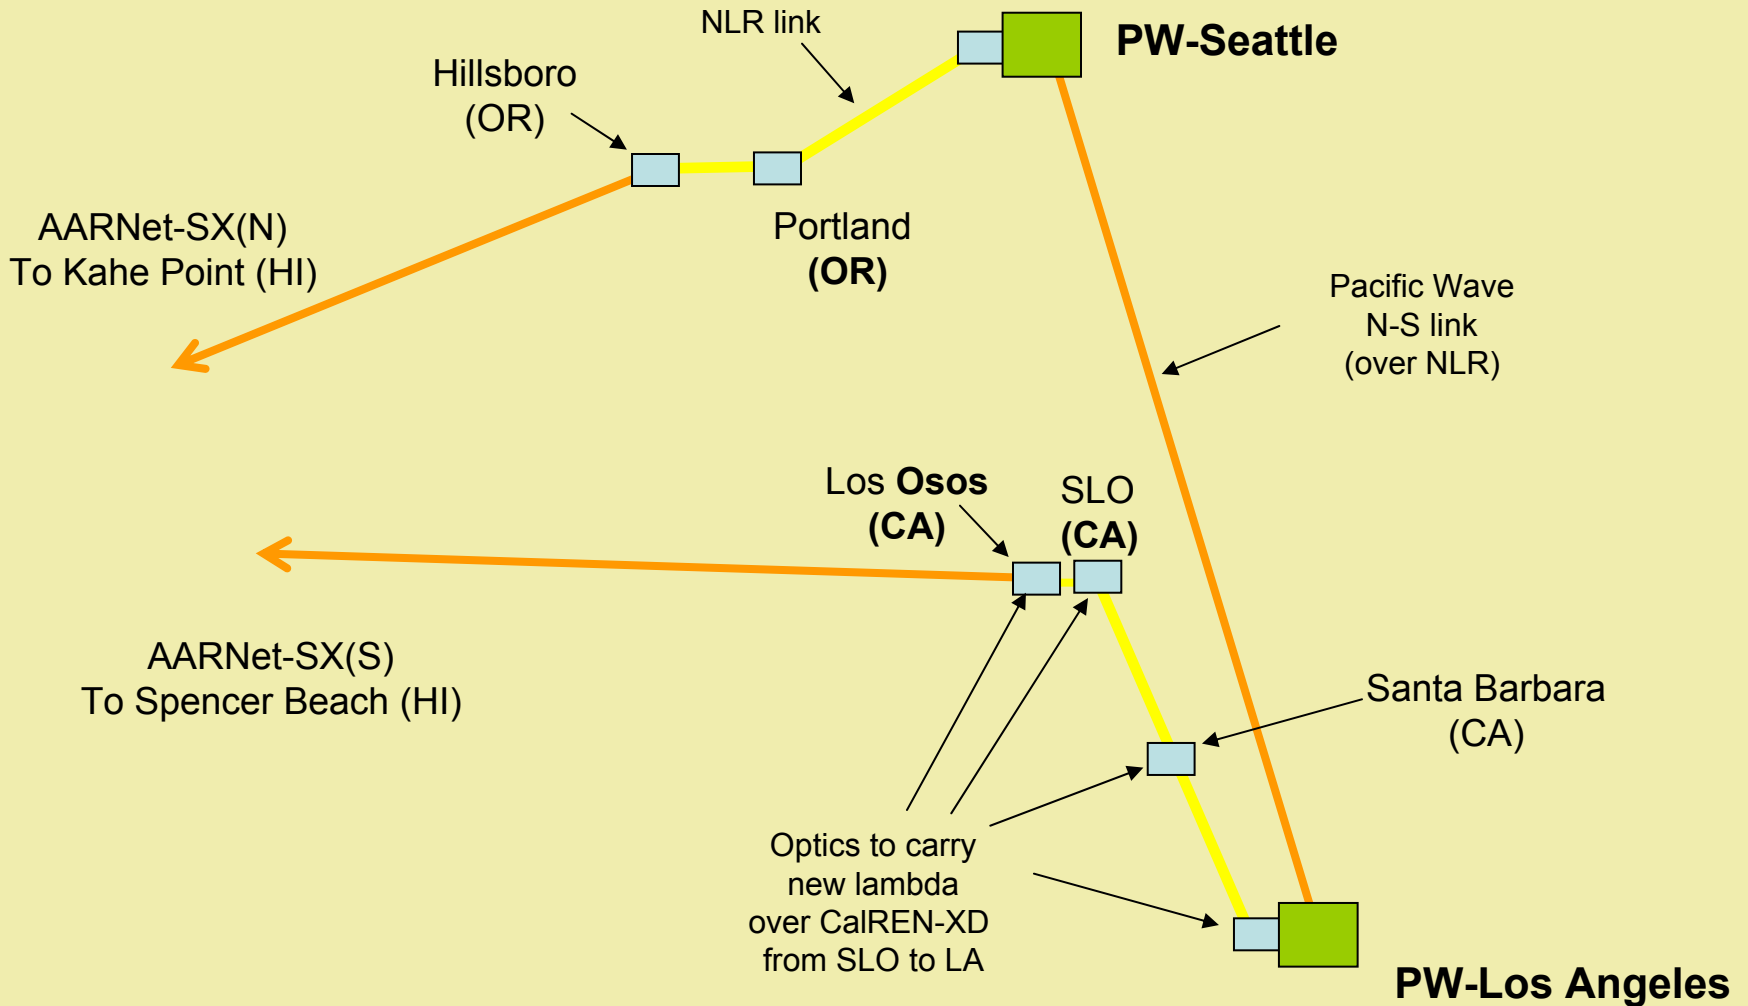 NLR link
PW-Seattle
Hillsboro
(OR)
AARNet-SX(N)
To Kahe Point (HI)
Portland
(OR)
Pacific Wave
N-S link
(over NLR)
Los Osos
(CA)
SLO
(CA)
AARNet-SX(S)
To Spencer Beach (HI)
Santa Barbara
(CA)
Optics to carry
new lambda
over CalREN-XD
from SLO to LA
PW-Los Angeles